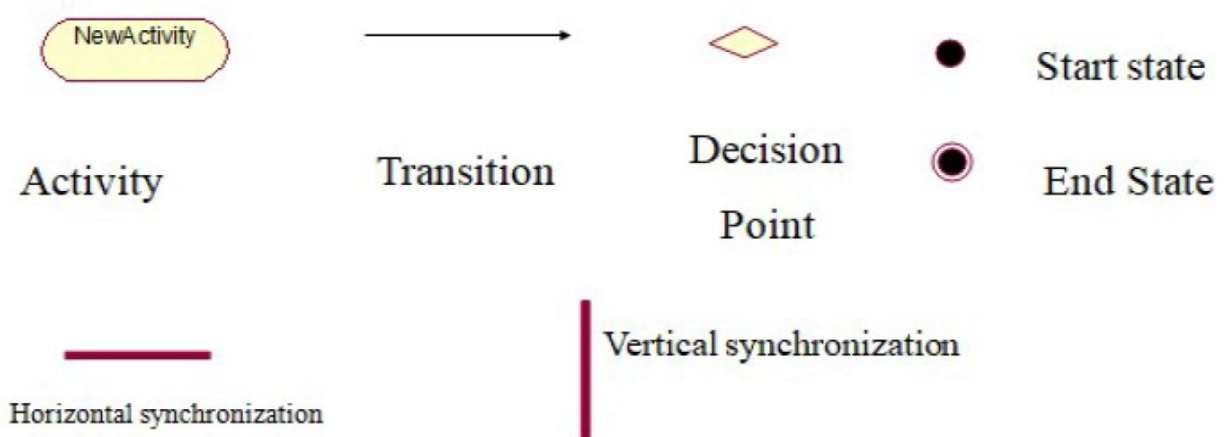 NewActivity
Activity
Transition
Decision
Point
Start state
End State
Horizontal synchronization
Vertical synchronization